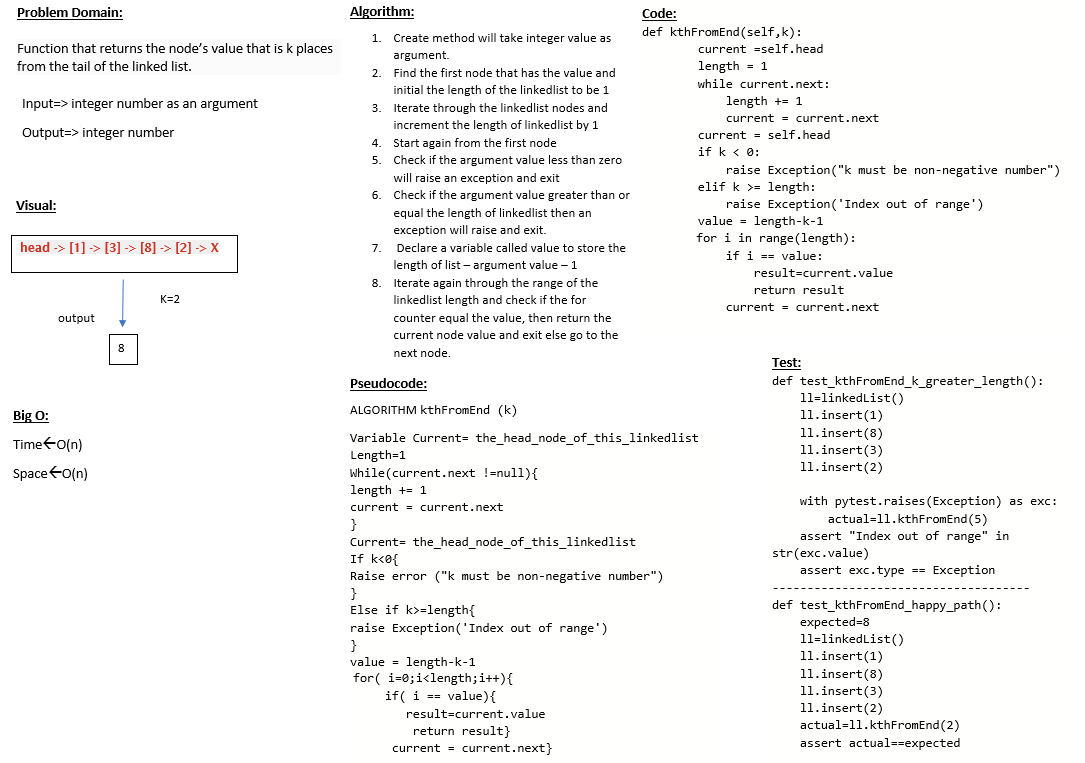 Problem Domain:
Function that returns the node's value that is k places
from the tail of the linked list.
Input=> integer number as an argument
Output=> integer number
Visual:
head -> [1] -> [3] -> [8] -> [2] -> X
K=2
output
8
Big O:
Time←O(n)
Space←O(n)
Algorithm:
1. Create method will take integer value as
argument.
2. Find the first node that has the value and
initial the length of the linkedlist to be 1
3. Iterate through the linkedlist nodes and
increment the length of linkedlist by 1
4. Start again from the first node
5. Check if the argument value less than zero
will raise an exception and exit
6. Check if the argument value greater than or
equal the length of linkedlist then an
exception will raise and exit.
7. Declare a variable called value to store the
length of list – argument value – 1
8. Iterate again through the range of the
linkedlist length and check if the for
counter equal the value, then return the
current node value and exit else go to the
next node.
Pseudocode:
ALGORITHM kthFromEnd (k)
Variable Current= the_head_node_of_this_linkedlist
Length=1
While(current.next !=null){
length += 1
current = current.next
}
Current= the_head_node_of_this_linkedlist
If k<0{
Raise error ("k must be non-negative number")
}
Else if k>=length{
raise Exception('Index out of range')
}
value = length-k-1
for( i=0;i<length;i++){
if( i == value){
result=current.value
return result}
current = current.next}
Code:
def kthFromEnd(self,k):
current =self.head
length = 1
while current.next:
length += 1
current = current.next
current = self.head
if k < 0:
raise Exception("k must be non-negative number")
elif k >= length:
raise Exception('Index out of range')
value = length-k-1
for i in range(length):
if i == value:
result=current.value
return result
current = current.next
Test:
def test_kthFromEnd_k_greater_length():
ll=linkedList()
ll.insert(1)
ll.insert(8)
ll.insert(3)
ll.insert(2)
with pytest.raises(Exception) as exc:
actual=ll.kthFromEnd(5)
assert "Index out of range" in
str(exc.value)
assert exc.type == Exception
-------------------------------------
def test_kthFromEnd_happy_path():
expected=8
ll=linkedList()
ll.insert(1)
ll.insert(8)
ll.insert(3)
ll.insert(2)
actual=ll.kthFromEnd(2)
assert actual==expected